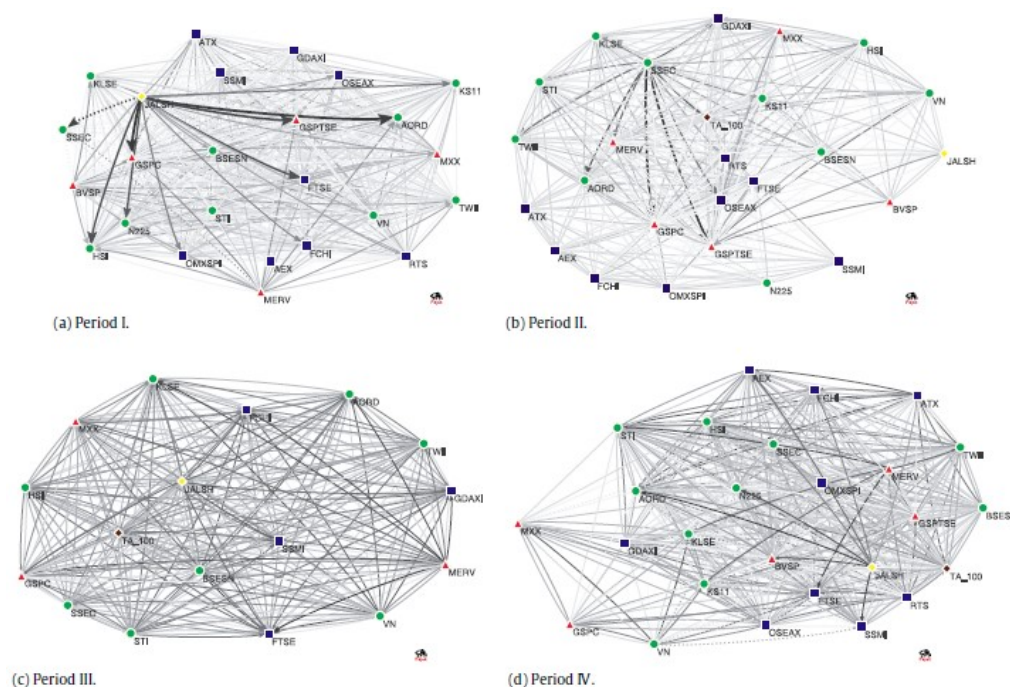 ATX
GDAXI
SSMI
OSEAX
KLSE
KS11
JALSH
SSEC
GSPTSE
AORD
GSPC
BSESN
MXX
BVSP
FTSE
TWII
STI
VN
N225
HSI
OMXSPI
FCHI
AEX
RTS
MERV
(a) Period I.
GDAXI
MXX
KLSE
HSI
SSEC
STI
VN
KS11
TA_100
TWII
MERV
BSESN
JALSH
RTS
AORD
FTSE
OSEAX
BVSP
ATX
GSPC
GSPTSE
AEX
SSMI
FCHI
OMXSPI
N225
(b) Period II.
KLSE
AORD
MXX
TWII
JALSH
HSI
GDAXI
TA_100
SSMI
BSESN
MERV
GSPC
SSEC
VN
STI
FTSE
(c) Period III.
AEX
FCHI
ATX
STI
HSI
SSEC
TWII
MERV
OMXSPI
AORD
N225
BSES
GSPTSE
MXX
KLSE
GDAXI
BVSP
JALSH
TA_100
KS11
FTSE
RTS
GSPC
OSEAX
SSMI
VN
(d) Period IV.